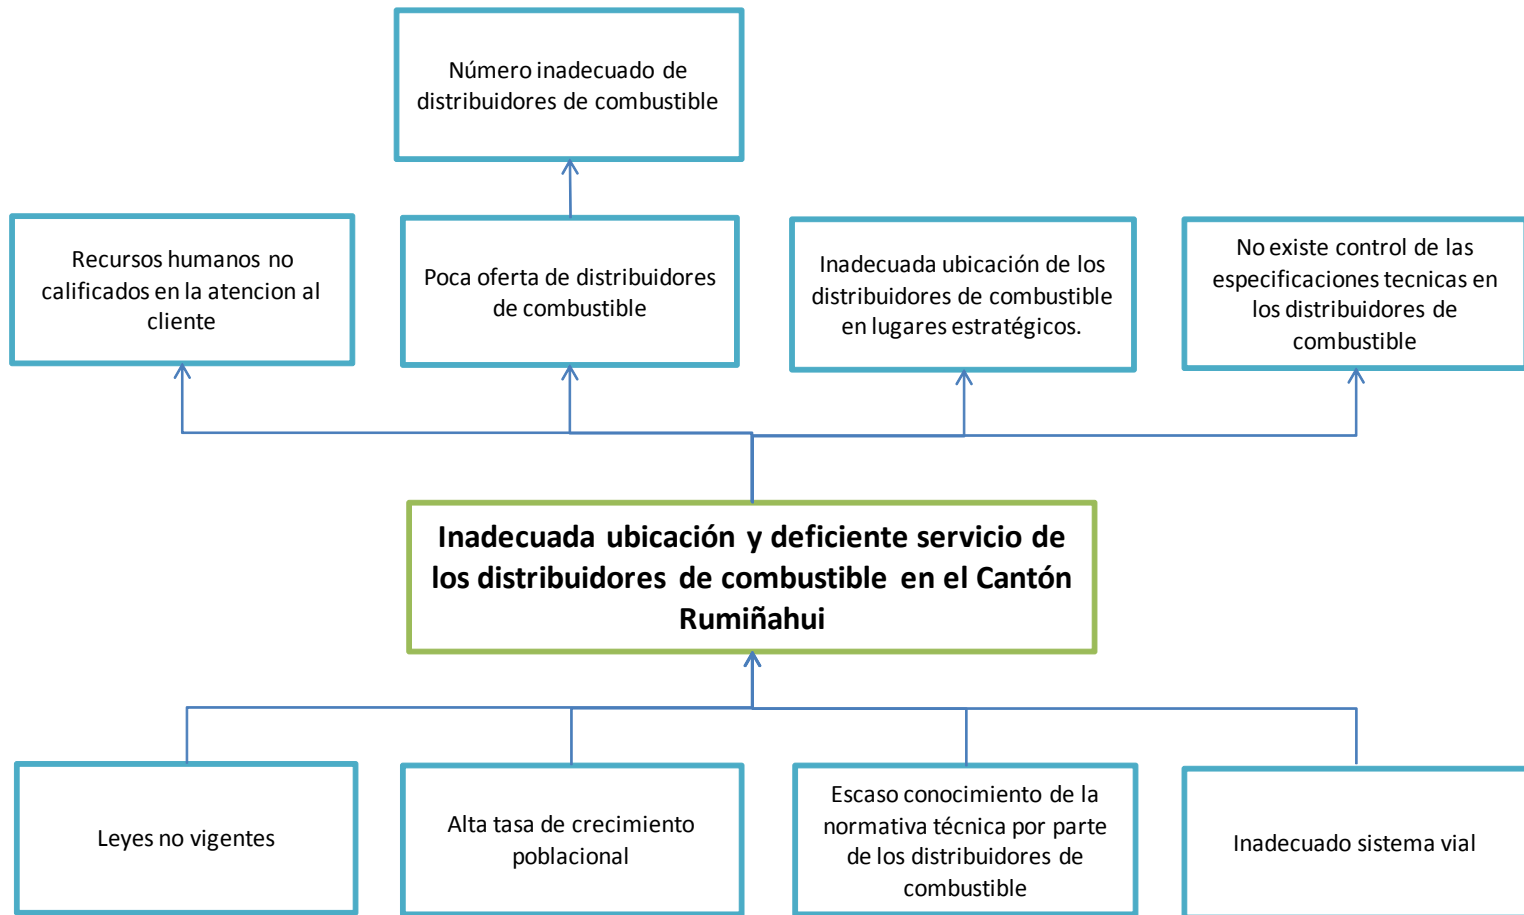 Número inadecuado de
distribuidores de combustible
Recursos humanos no
calificados en la atencion al
cliente
Poca oferta de distribuidores
de combustible
Inadecuada ubicación de los
distribuidores de combustible
en lugares estratégicos.
No existe control de las
especificaciones tecnicas en
los distribuidores de
combustible
Inadecuada ubicación y deficiente servicio de
los distribuidores de combustible en el Cantón
Rumiñahui
Leyes no vigentes
Alta tasa de crecimiento
poblacional
Escaso conocimiento de la
normativa técnica por parte
de los distribuidores de
combustible
Inadecuado sistema vial